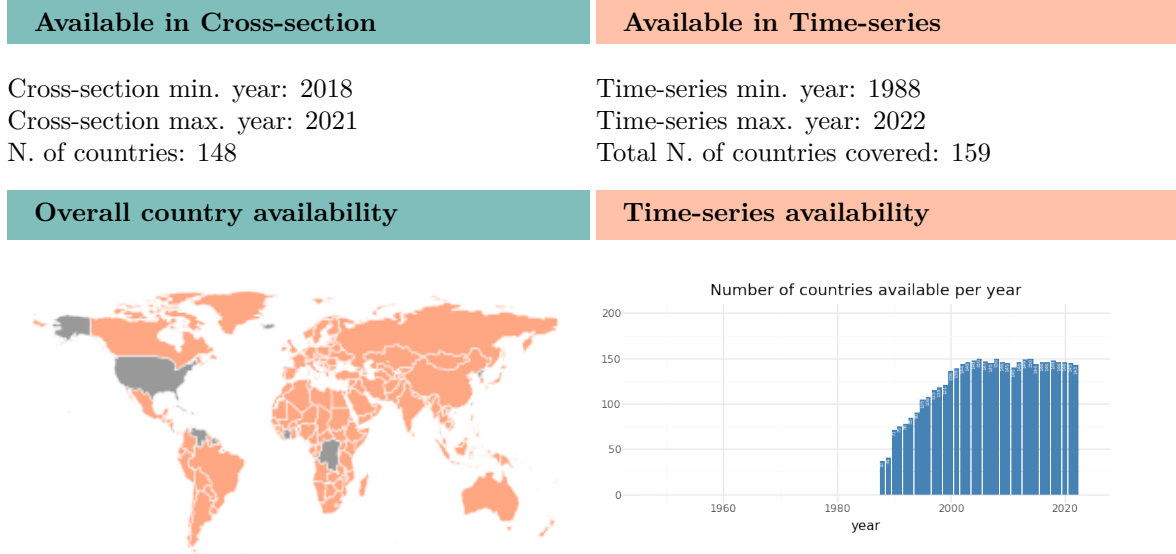 Available in Cross-section
Available in Time-series
Cross-section min. year: 2018
Cross-section max. year: 2021
N. of countries: 148
Time-series min. year: 1988
Time-series max. year: 2022
Total N. of countries covered: 159
Overall country availability
Time-series availability
Number of countries available per year
200
150
100
50
0
1960
1980
2000
2020
year